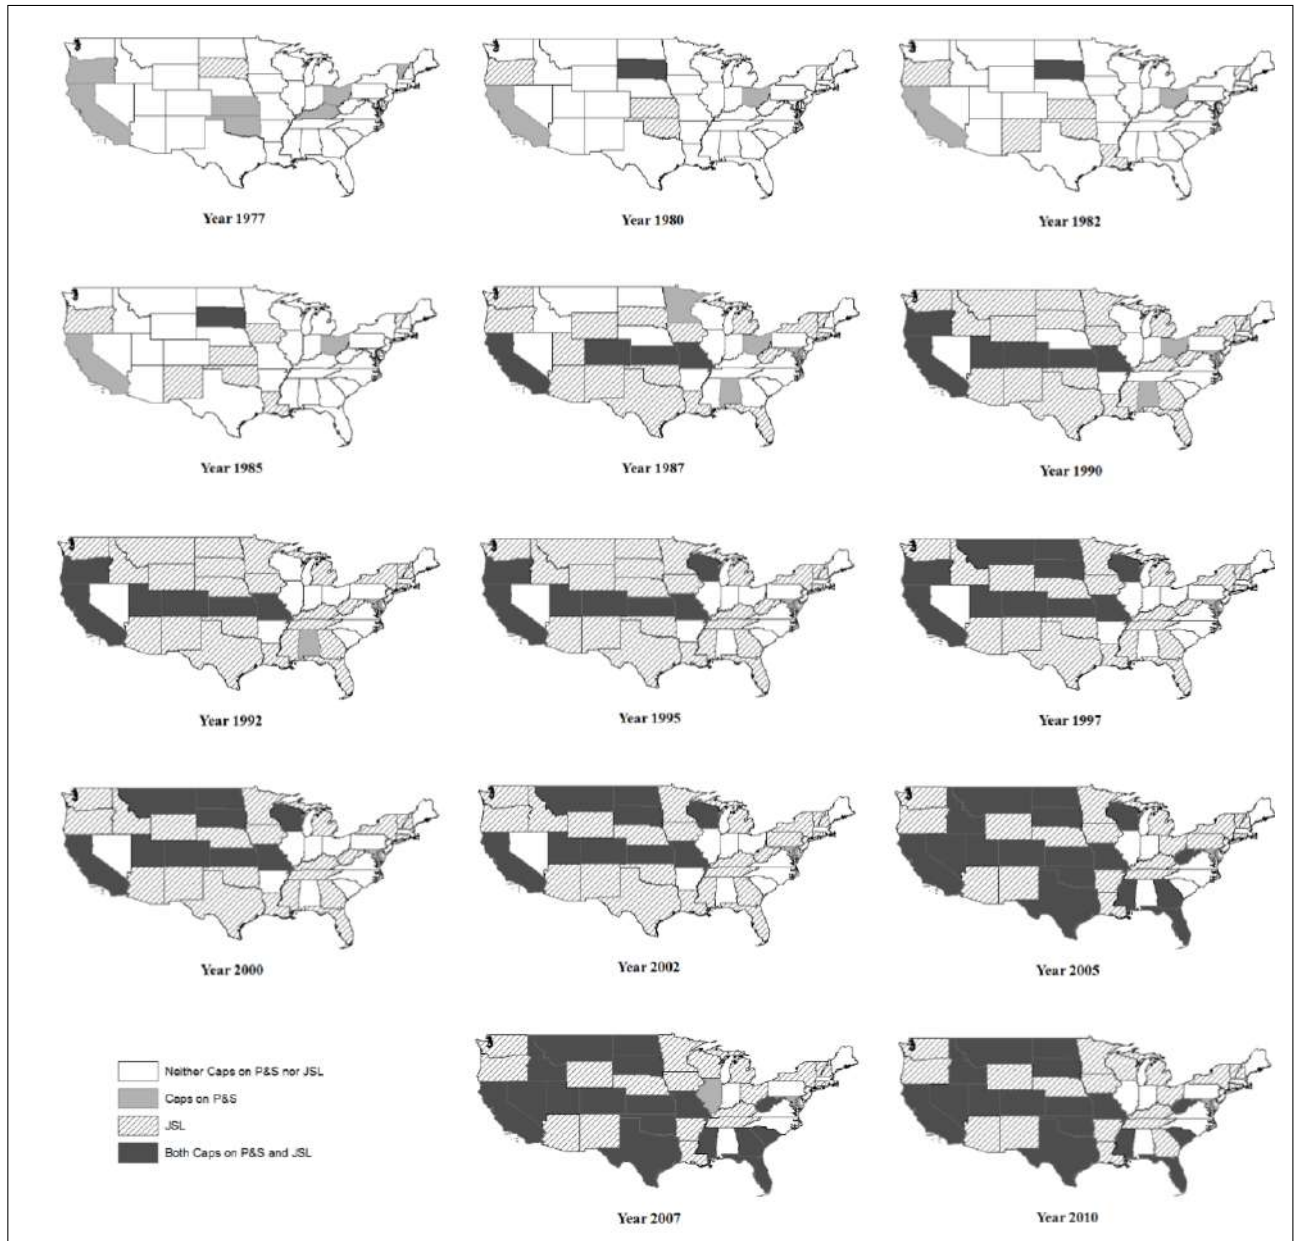 Year 1977
Year 1980
Year 1982
Year 1985
Year 1987
Year 1990
Year 1992
Year 1995
Year 1997
Year 2000
Year 2002
Year 2005
Neither Caps on P&S nor JSL
Caps on P&S
JSL
Both Caps on P&S and JSL
Year 2007
Year 2010